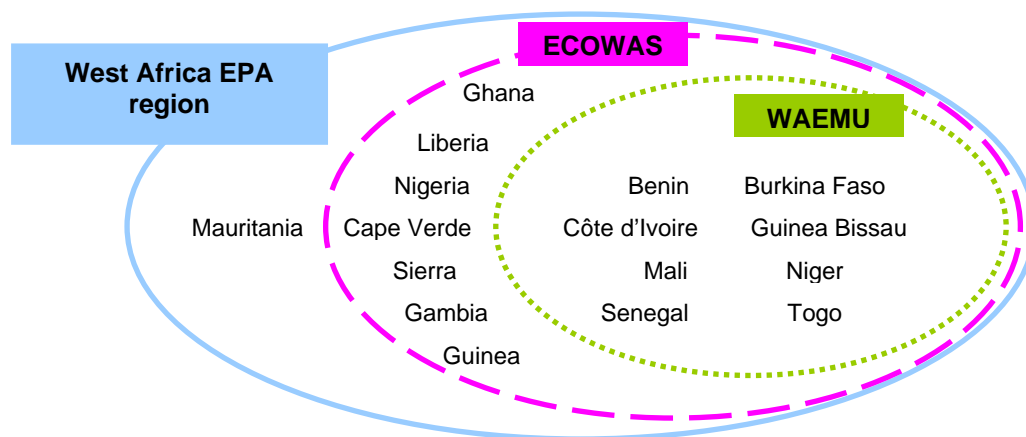 West Africa EPA
region
ECOWAS
WAEMU
Ghana
Liberia
Nigeria
Benin
Burkina Faso
Mauritania
Cape Verde
Côte d'Ivoire
Guinea Bissau
Sierra
Mali
Niger
Gambia
Senegal
Togo
Guinea